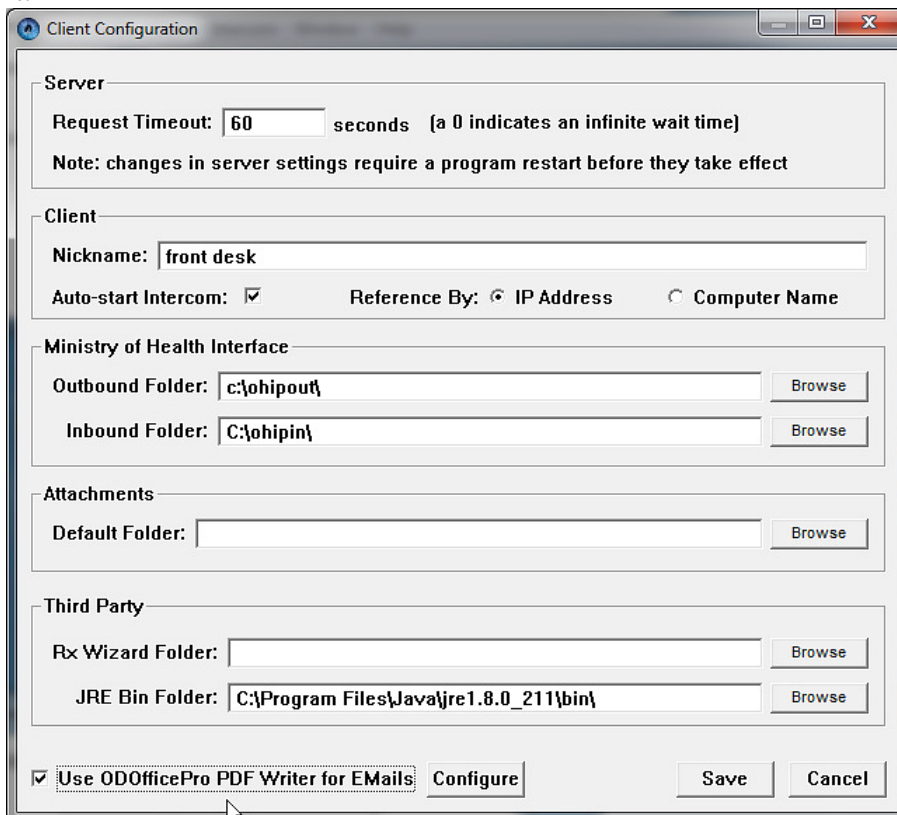 Client Configuration
Server
Request Timeout: 60 seconds (a 0 indicates an infinite wait time)
Note: changes in server settings require a program restart before they take effect
Client
Nickname: front desk
Auto-start Intercom: Reference By: IP Address Computer Name
Ministry of Health Interface
Outbound Folder: c:\ohipout\ Browse
Inbound Folder: C:\ohipin\ Browse
Attachments
Default Folder: Browse
Third Party
Rx Wizard Folder: Browse
JRE Bin Folder: C:\Program Files\Java\jre1.8.0_211\bin\ Browse
Use ODOfficePro PDF Writer for EMails Configure Save Cancel